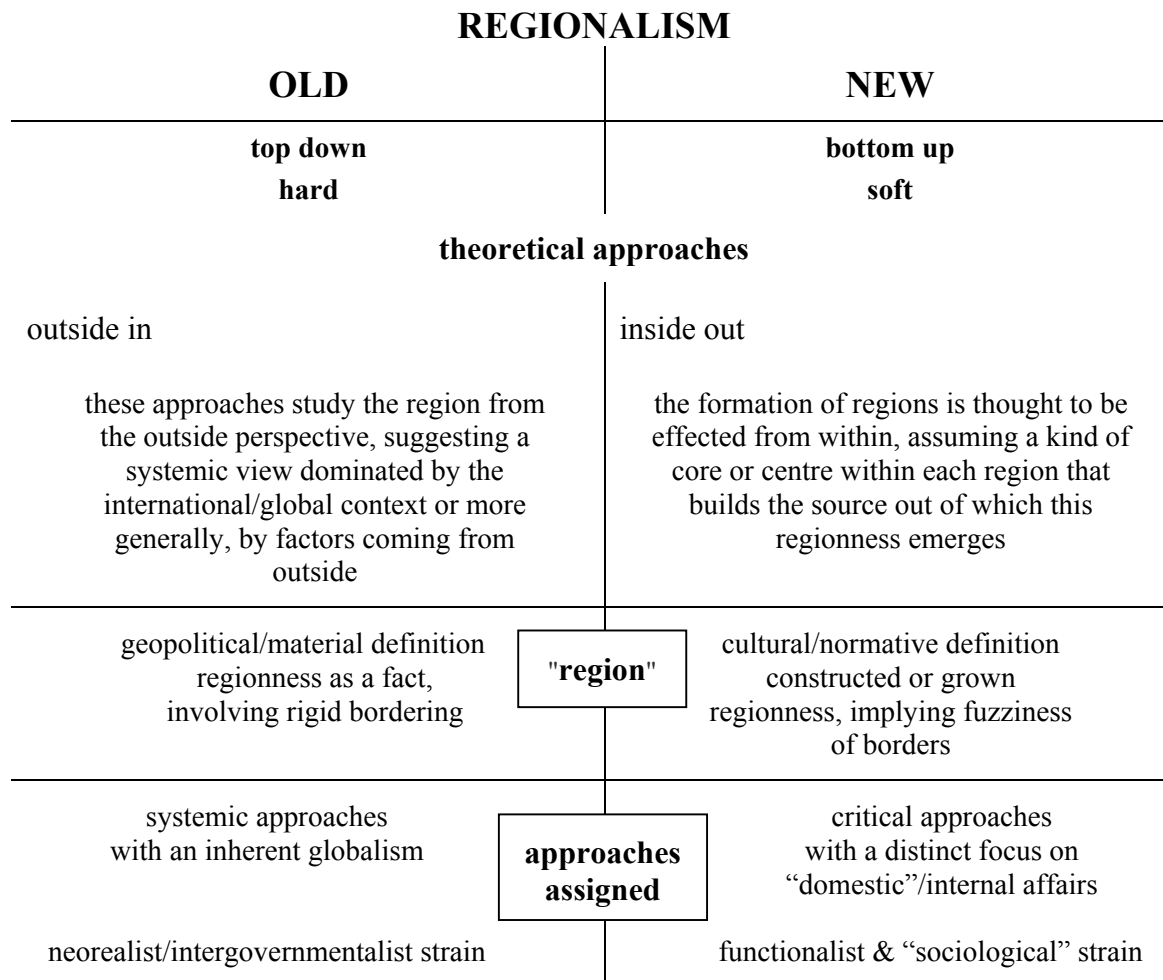 REGIONALISM
OLD
NEW
top down
hard
bottom up
soft
theoretical approaches
outside in
these approaches study the region from
the outside perspective, suggesting a
systemic view dominated by the
international/global context or more
generally, by factors coming from
outside
inside out
the formation of regions is thought to be
effected from within, assuming a kind of
core or centre within each region that
builds the source out of which this
regionness emerges
geopolitical/material definition
regionness as a fact,
involving rigid bordering
"region"
cultural/normative definition
constructed or grown
regionness, implying fuzziness
of borders
systemic approaches
with an inherent globalism
neorealist/intergovernmentalist strain
approaches
assigned
critical approaches
with a distinct focus on
“domestic”/internal affairs
functionalist & “sociological” strain